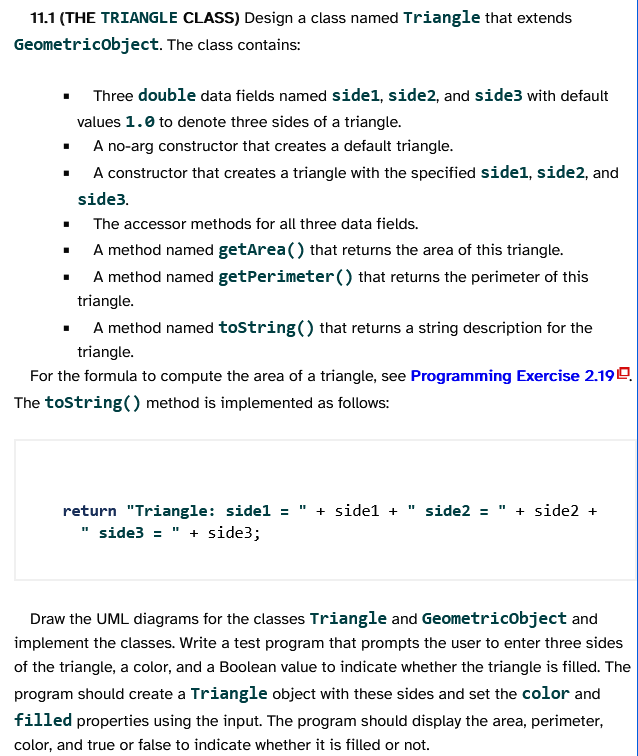 11.1 (THE TRIANGLE CLASS) Design a class named Triangle that extends
GeometricObject. The class contains:
▪ Three double data fields named side1, side2, and side3 with default
values 1.0 to denote three sides of a triangle.
▪ A no-arg constructor that creates a default triangle.
▪ A constructor that creates a triangle with the specified side1, side2, and
side3.
▪ The accessor methods for all three data fields.
▪ A method named getArea() that returns the area of this triangle.
▪ A method named getPerimeter() that returns the perimeter of this
triangle.
▪ A method named toString() that returns a string description for the
triangle.
For the formula to compute the area of a triangle, see Programming Exercise 2.19.
The toString() method is implemented as follows:
return "Triangle: side1 = " + side1 + " side2 = " + side2 +
" side3 = " + side3;
Draw the UML diagrams for the classes Triangle and GeometricObject and
implement the classes. Write a test program that prompts the user to enter three sides
of the triangle, a color, and a Boolean value to indicate whether the triangle is filled. The
program should create a Triangle object with these sides and set the color and
filled properties using the input. The program should display the area, perimeter,
color, and true or false to indicate whether it is filled or not.